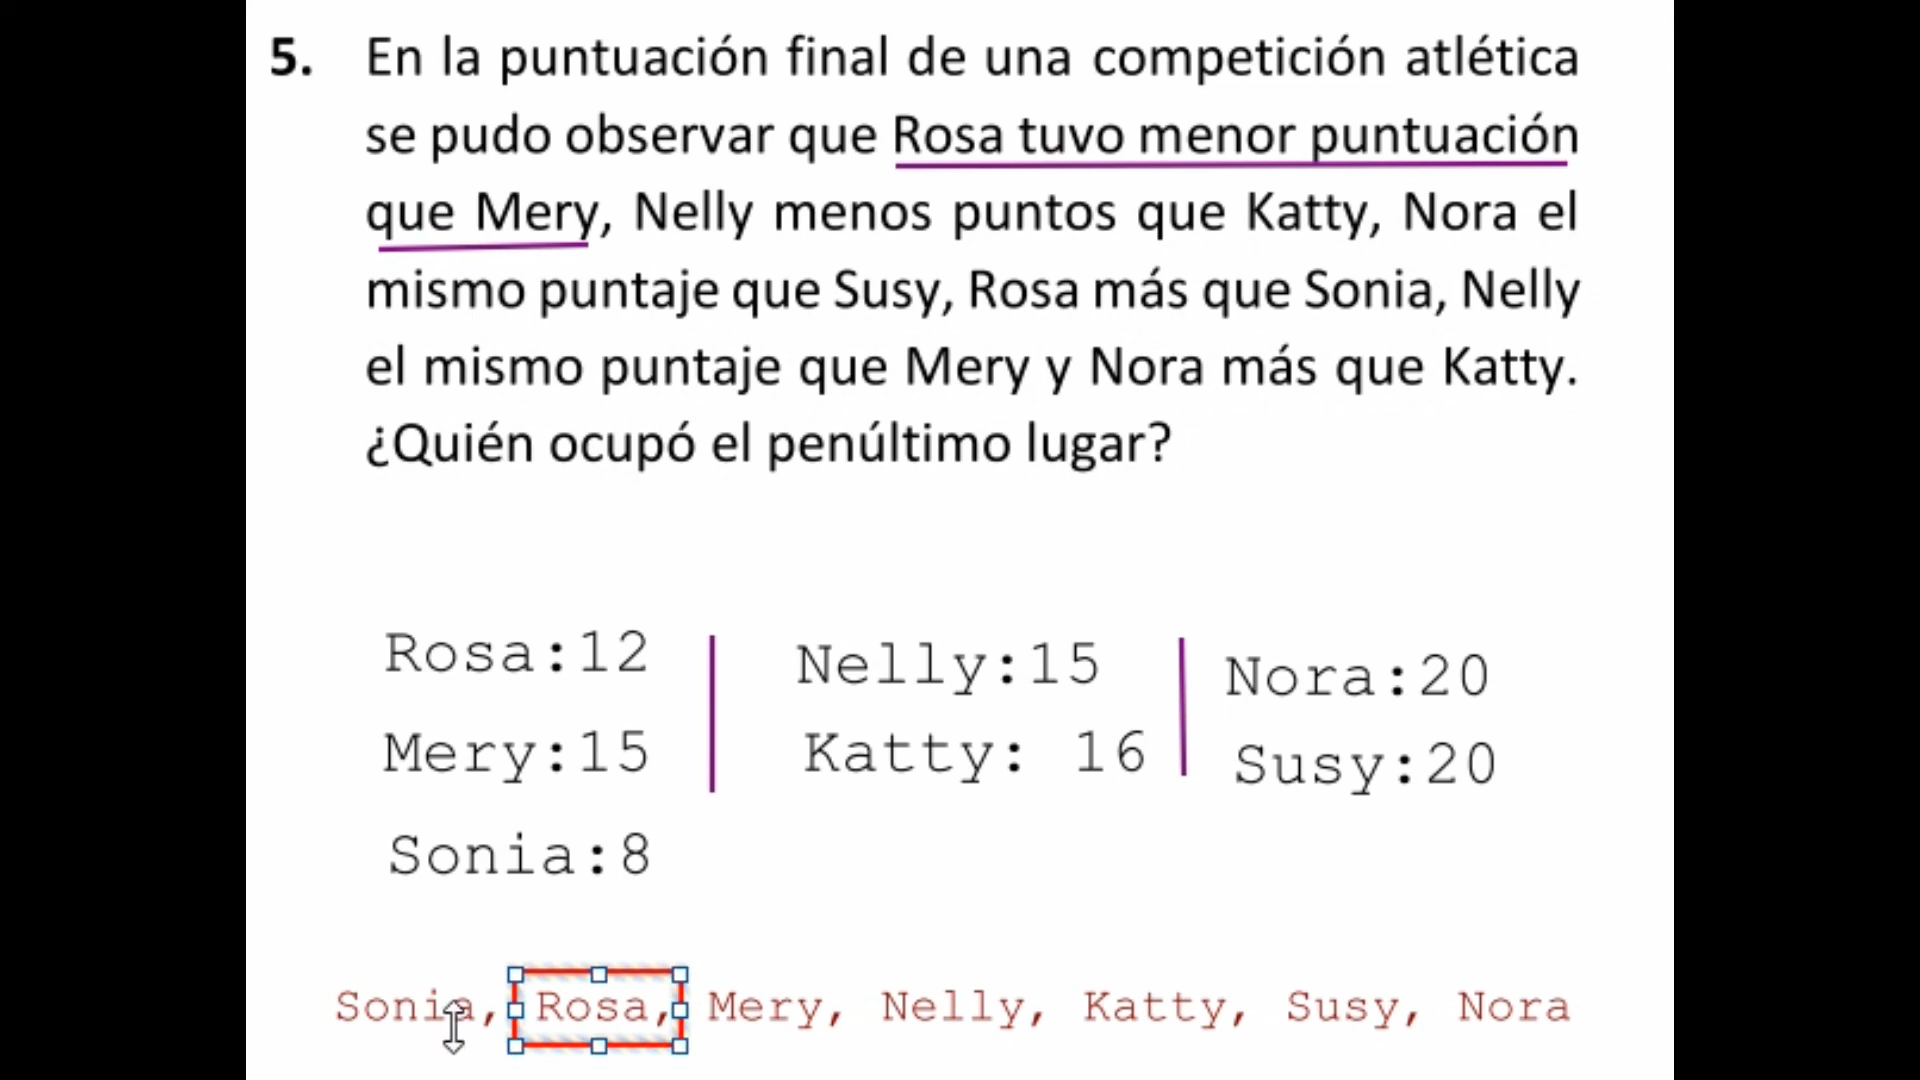 5. En la puntuación final de una competición atlética
se pudo observar que Rosa tuvo menor puntuación
que Mery, Nelly menos puntos que Katty, Nora el
mismo puntaje que Susy, Rosa más que Sonia, Nelly
el mismo puntaje que Mery y Nora más que Katty.
¿Quién ocupó el penúltimo lugar?
Rosa:12
Mery:15
Sonia:8
Nelly:15
Katty: 16
Nora:20
Susy:20
Sonia, Rosa, Mery, Nelly, Katty, Susy, Nora